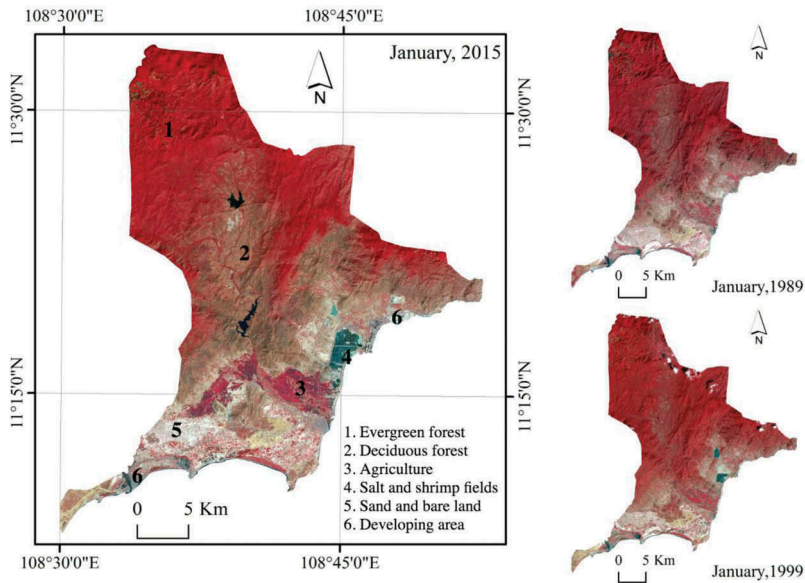 108°30'0"E
108°45'0"E
January, 2015
N
11°30'0"N
11°30'0"N
1
2
6
4
3
5
6
11°15'0"N
11°15'0"N
1. Evergreen forest
2. Deciduous forest
3. Agriculture
4. Salt and shrimp fields
5. Sand and bare land
6. Developing area
0 5 Km
108°30'0"E
108°45'0"E
N
0 5 Km
January,1989
N
0 5 Km
January,1999